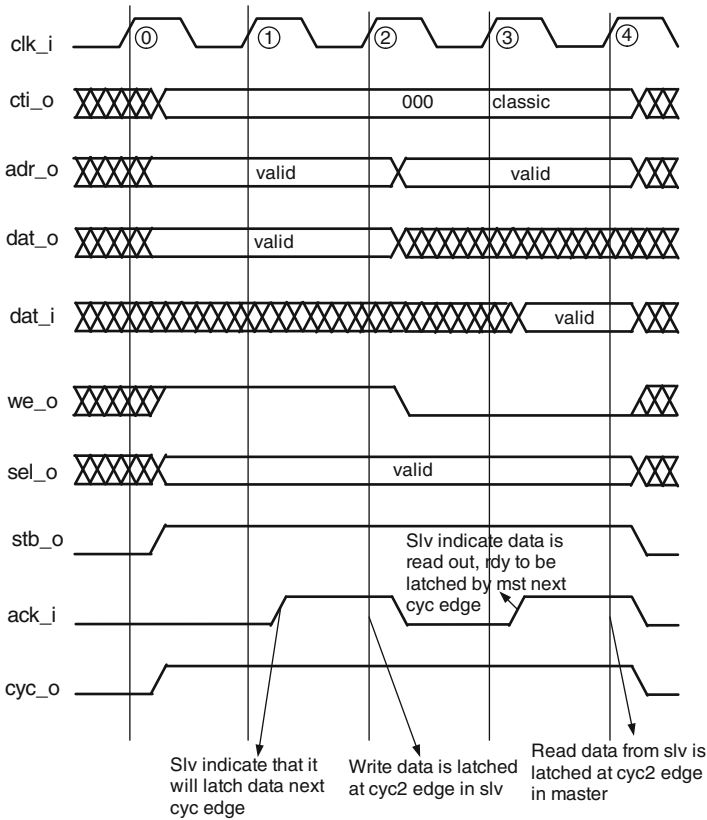 clk_i
0
1
2
3
4
cti_o
000 classic
adr_o
valid
valid
dat_o
valid
dat_i
valid
we_o
sel_o
valid
stb_o
Slv indicate data is
read out, rdy to be
latched by mst next
cyc edge
ack_i
cyc_o
Slv indicate that it
will latch data next
cyc edge
Write data is latched
at cyc2 edge in slv
Read data from slv is
latched at cyc2 edge
in master